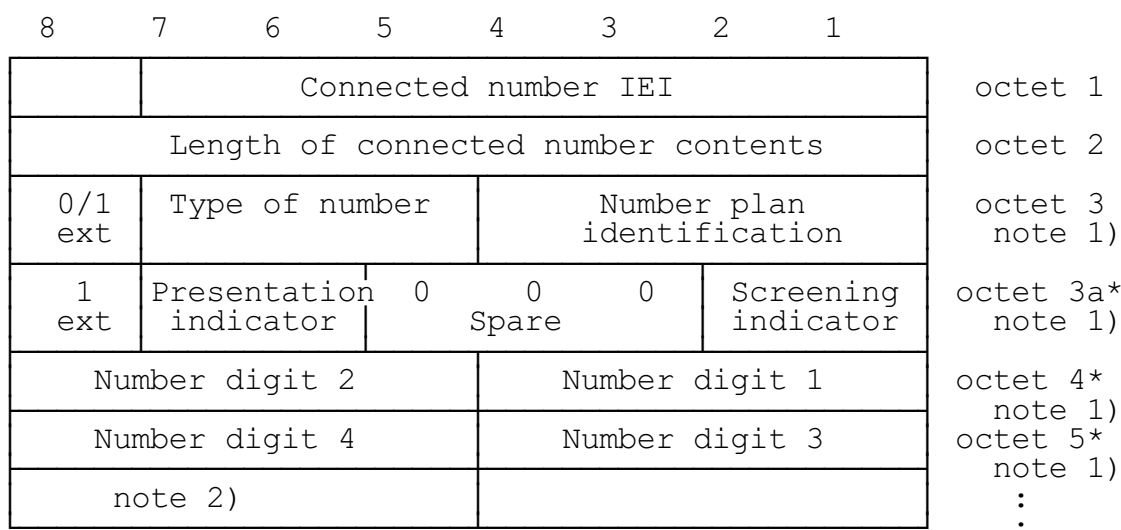 8 7 6 5 4 3 2 1
Connected number IEI octet 1
Length of connected number contents octet 2
0/1 Type of number Number plan octet 3
ext identification note 1)
1 Presentation 0 0 0 Screening octet 3a*
ext indicator Spare indicator note 1)
Number digit 2 Number digit 1 octet 4*
note 1)
Number digit 4 Number digit 3 octet 5*
note 1)
note 2) :
: